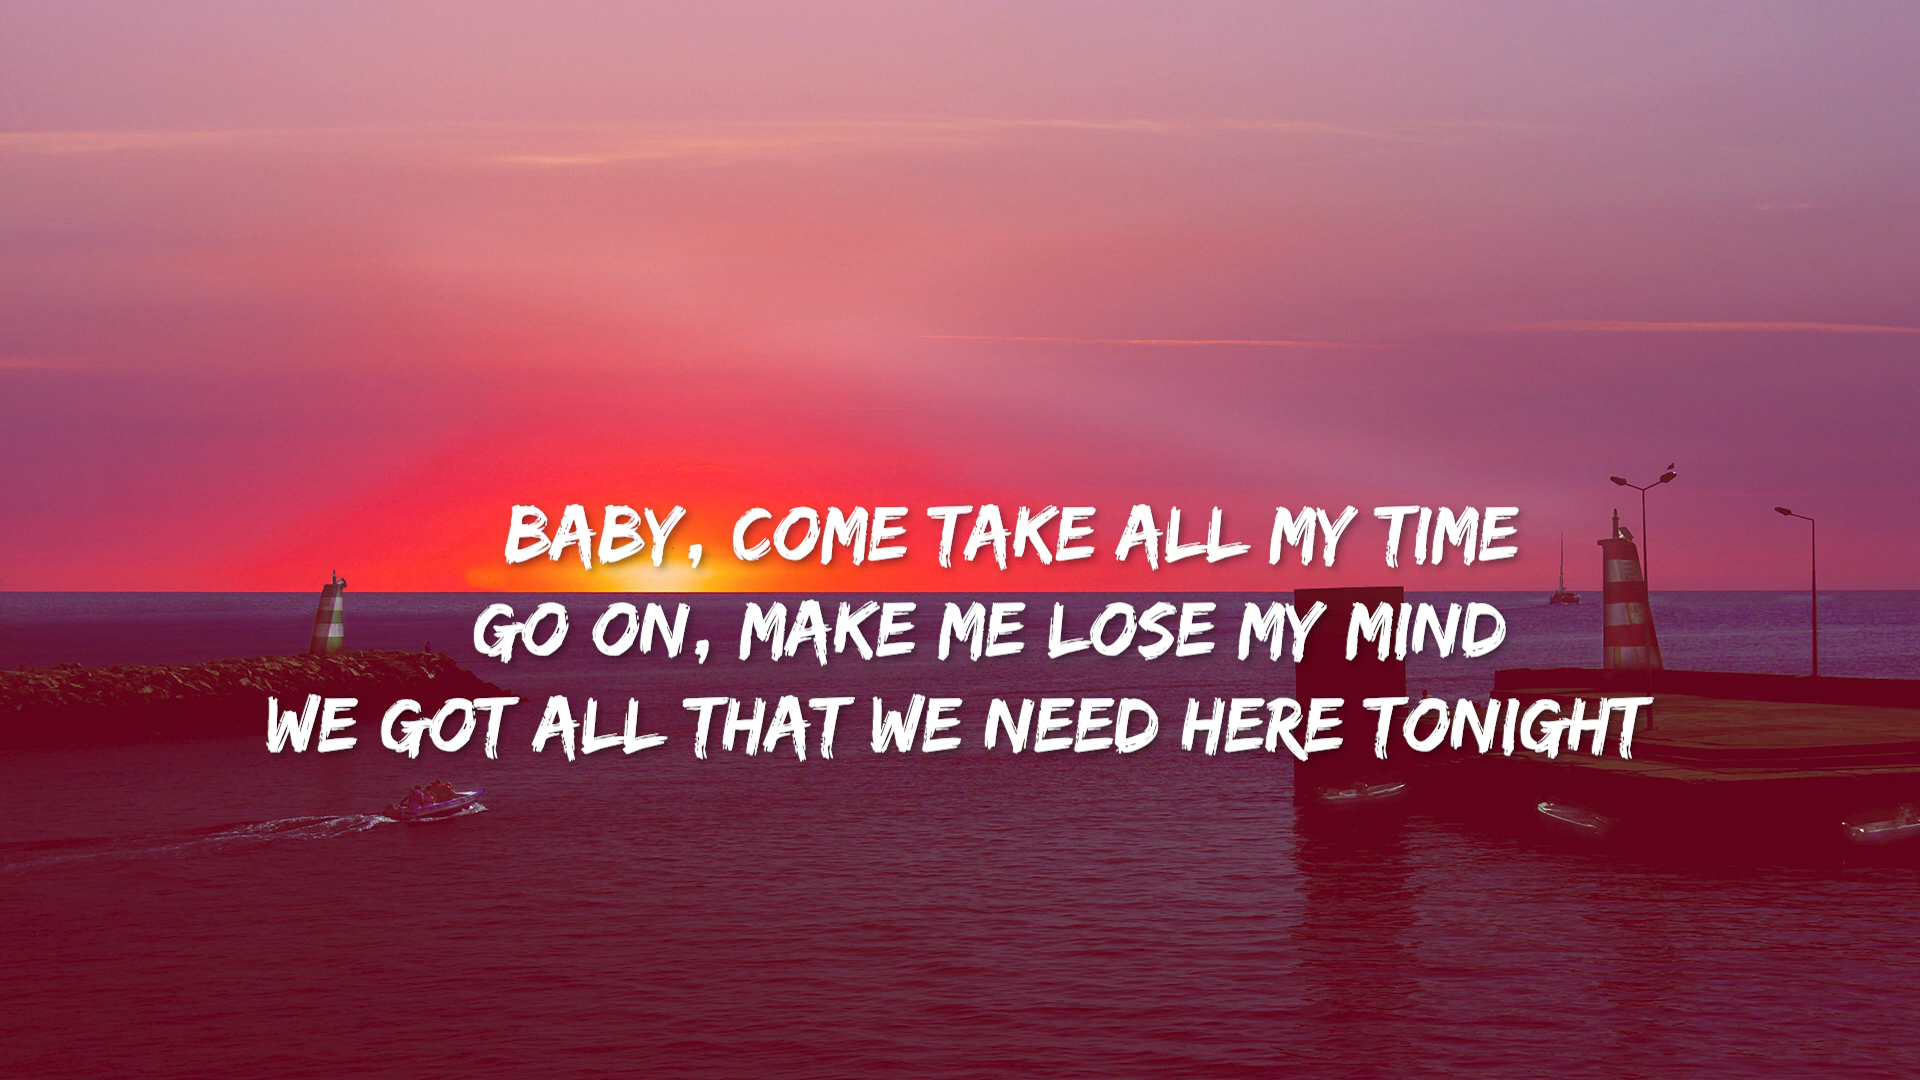 BABY, COME TAKE ALL MY TIME
GO ON, MAKE ME LOSE MY MIND
WE GOT ALL THAT WE NEED HERE TONIGHT